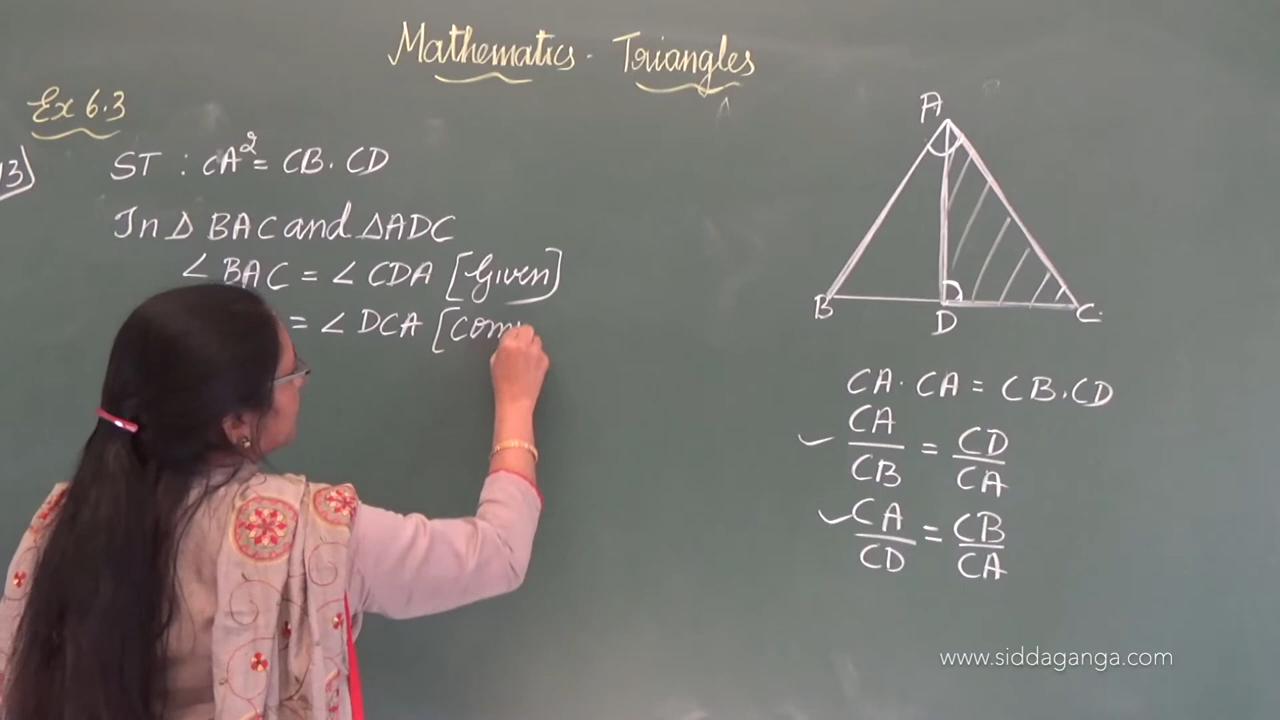 Mathematics - Triangles
Ex 6.3
13)
ST : CA² = CB . CD
In Δ BAC and ΔADC
∠ BAC = ∠ CDA [Given]
= ∠ DCA [Com
A
B
D
C
CA . CA = CB . CD
CA/CB = CD/CA
CA/CD = CB/CA
www.siddaganga.com